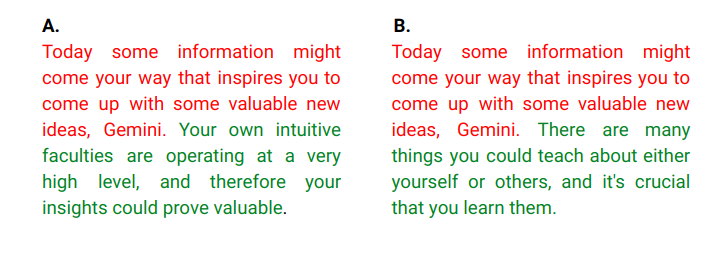 A.
Today some information might
come your way that inspires you to
come up with some valuable new
ideas, Gemini. Your own intuitive
faculties are operating at a very
high level, and therefore your
insights could prove valuable.
B.
Today some information might
come your way that inspires you to
come up with some valuable new
ideas, Gemini. There are many
things you could teach about either
yourself or others, and it's crucial
that you learn them.